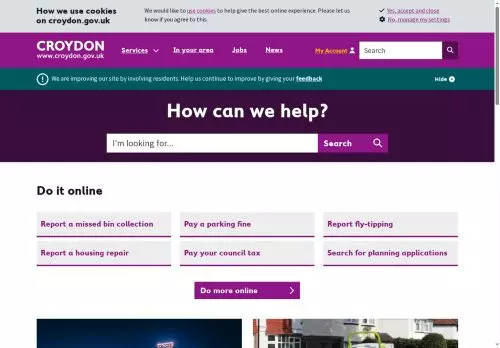 How we use cookies
on croydon.gov.uk
We would like to use cookies to help give the best online experience. Please let us
know if you agree to this.
Yes, accept and close
No, manage my settings
CROYDON
www.croydon.gov.uk
Services
In your area
Jobs
News
My Account
Search
We are improving our site by involving residents. Help us continue to improve by giving your feedback
Hide
How can we help?
I'm looking for...
Search
Do it online
Report a missed bin collection
Pay a parking fine
Report fly-tipping
Report a housing repair
Pay your council tax
Search for planning applications
Do more online